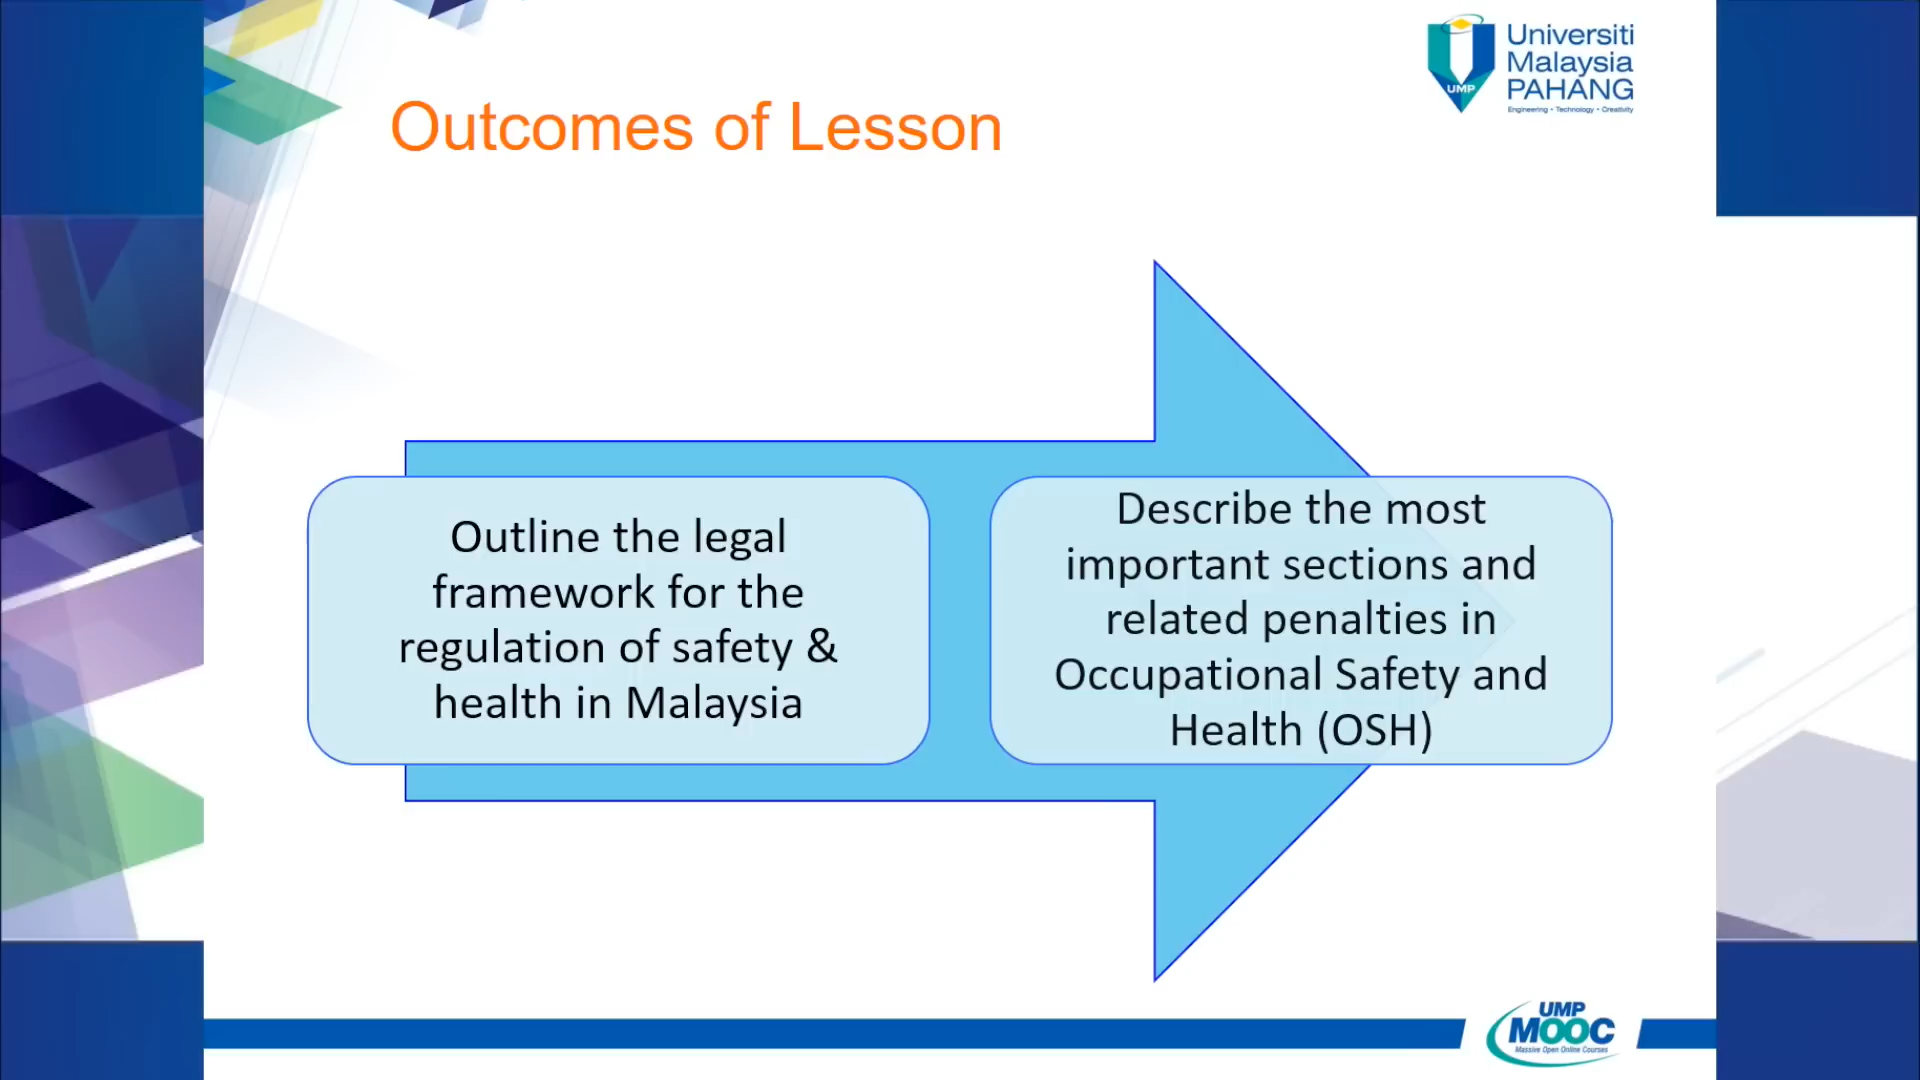 Universiti
Malaysia
PAHANG
Engineering • Technology • Creativity
UMP
Outcomes of Lesson
Outline the legal
framework for the
regulation of safety &
health in Malaysia
Describe the most
important sections and
related penalties in
Occupational Safety and
Health (OSH)
UMP
MOOC
Massive Open Online Courses